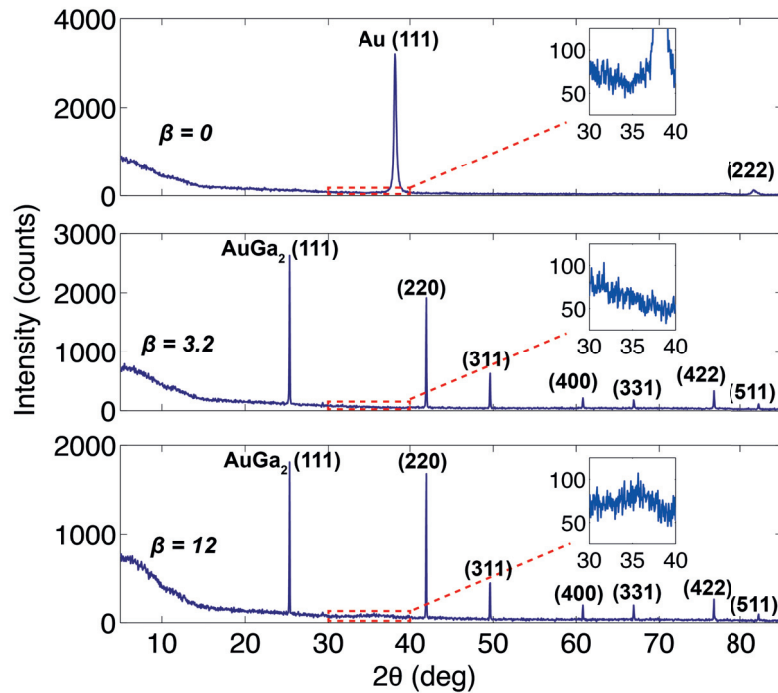 4000
3000
2000
1000
0
Au (111)
β = 0
(222)
100
50
30 35 40
3000
2000
1000
0
AuGa₂ (111)
(220)
β = 3.2
(311)
(400)
(331)
(422)
(511)
100
50
30 35 40
2000
1000
0
AuGa₂ (111)
(220)
β = 12
(311)
(400)
(331)
(422)
(511)
100
50
30 35 40
10 20 30 40 50 60 70 80
2θ (deg)
Intensity (counts)